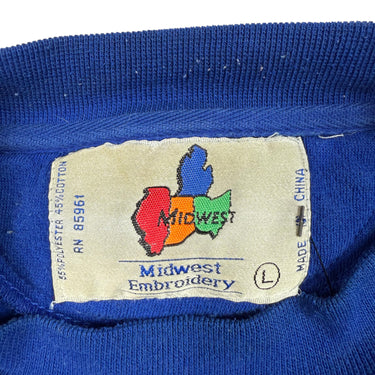 55% POLYESTER 45% COTTON
RN 85961
MIDWEST
Midwest
Embroidery
L
MADE IN CHINA